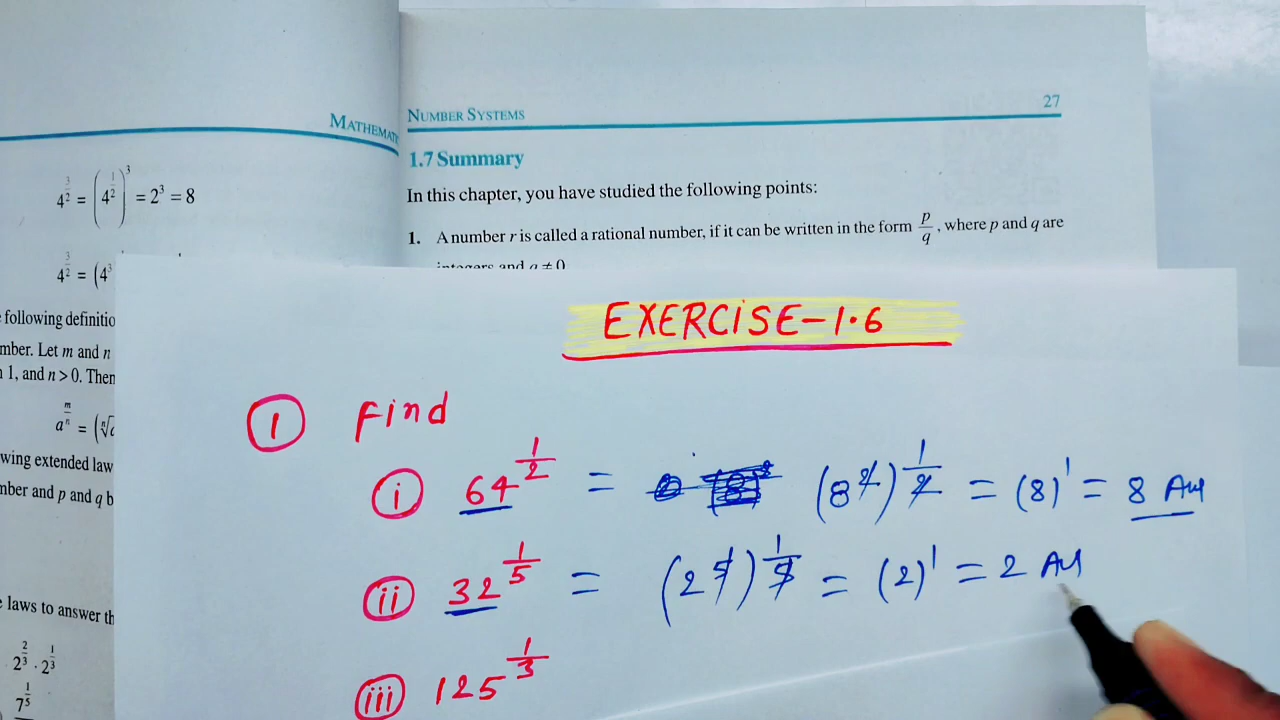 MATHEMAT
4^{3/2} = (4^{1/2})^3 = 2^3 = 8
4^{3/2} = (4^3
following definitio
mber. Let m and n
1, and n > 0. Then
a^{m/n} = (ⁿ√a
wing extended law
mber and p and q b
laws to answer th
2^{2/3} . 2^{1/3}
7^{1/5}
NUMBER SYSTEMS 27
1.7 Summary
In this chapter, you have studied the following points:
1. A number r is called a rational number, if it can be written in the form p/q, where p and q are
integers and q ≠ 0
EXERCISE-1.6
① Find
(i) 64^{1/2} = (8^2)^{1/2} = (8)^1 = 8 Ans
(ii) 32^{1/5} = (2^5)^{1/5} = (2)^1 = 2 Ans
(iii) 125^{1/3}